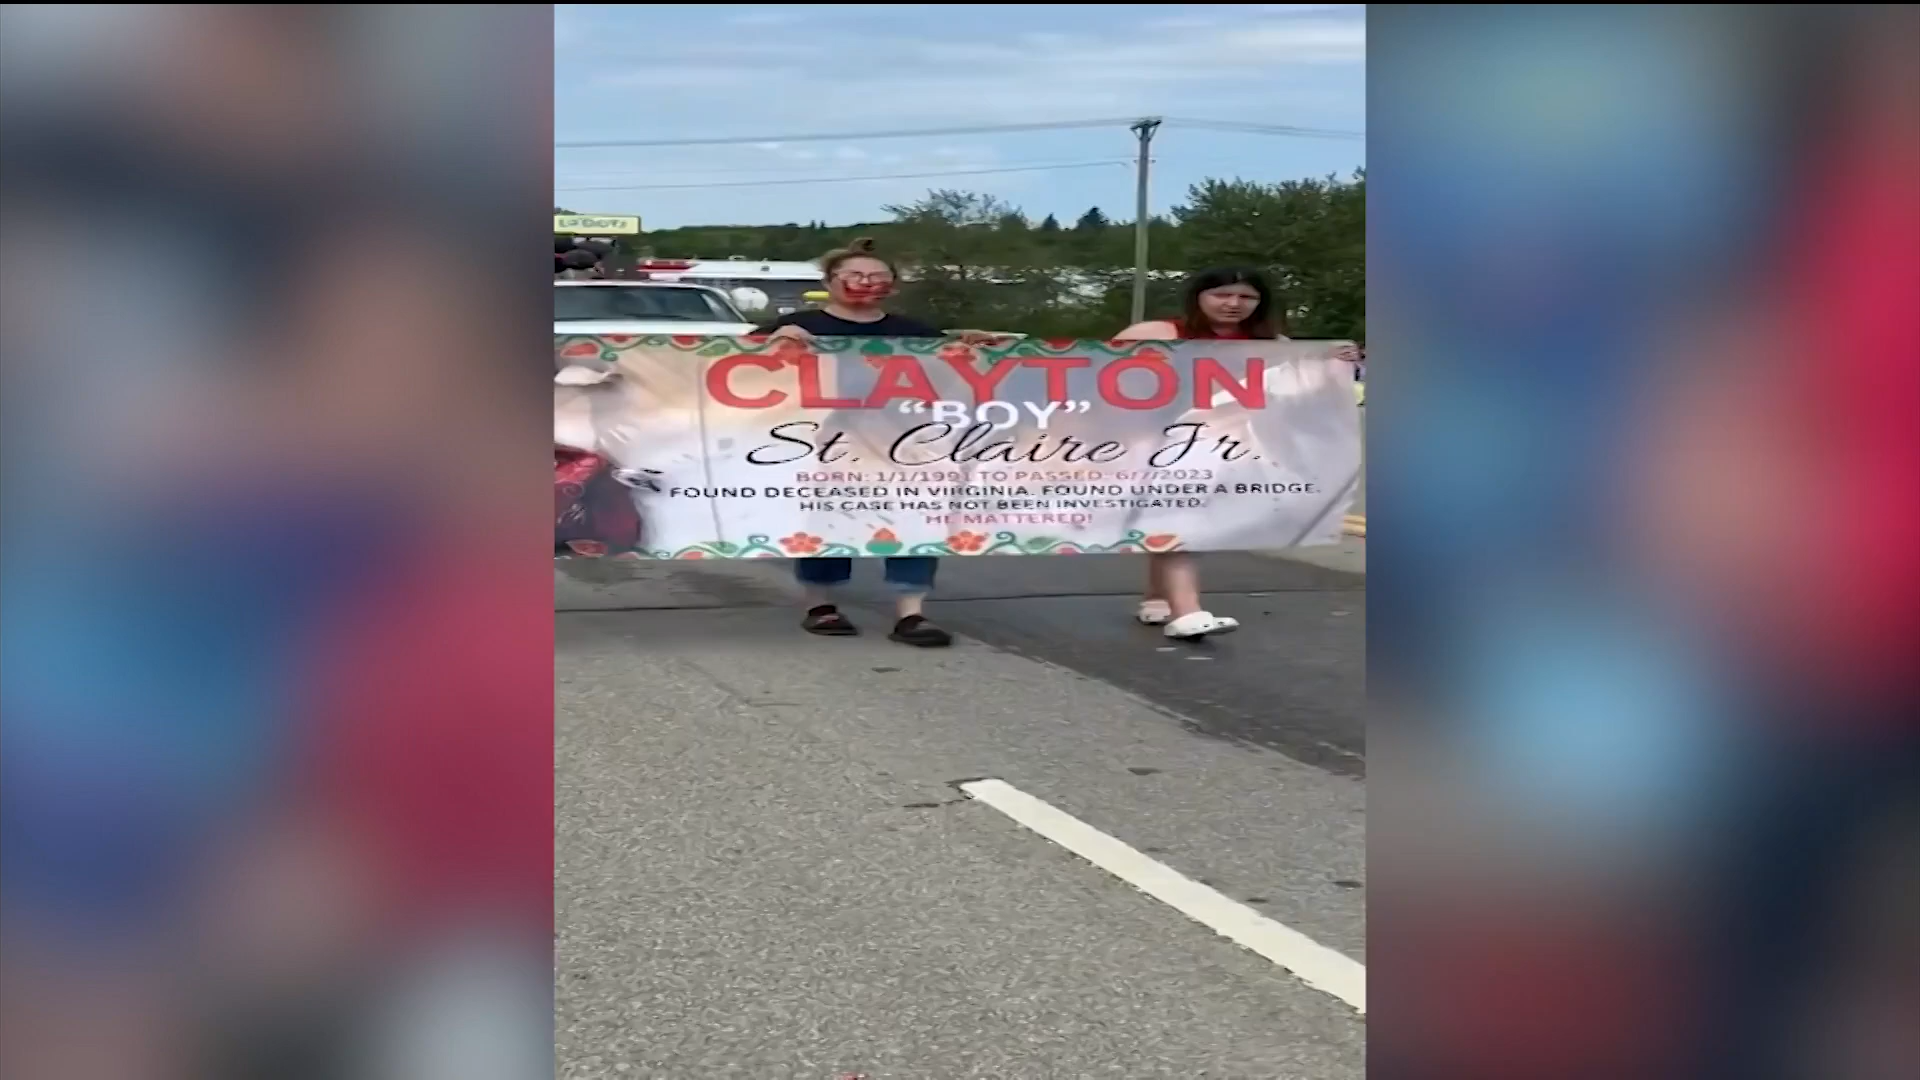 CLAYTON
"BOY"
St. Claire Jr.
BORN: 1/1/1991 TO PASSED: 6/7/2023
FOUND DECEASED IN VIRGINIA. FOUND UNDER A BRIDGE.
HIS CASE HAS NOT BEEN INVESTIGATED.
HE MATTERED!